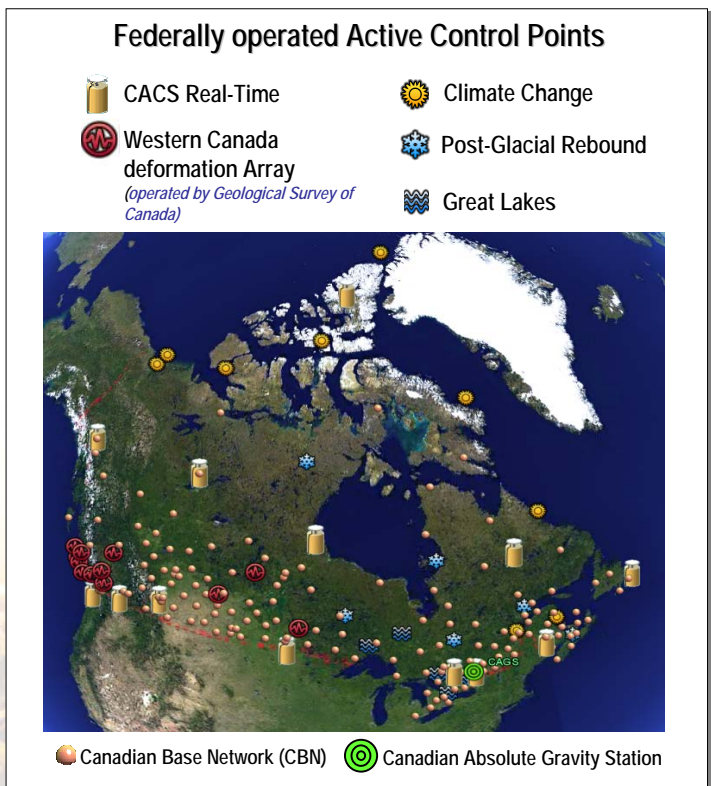 Federally operated Active Control Points
CACS Real-Time
Western Canada
deformation Array
(operated by Geological Survey of
Canada)
Climate Change
Post-Glacial Rebound
Great Lakes
CAGS
Canadian Base Network (CBN)
Canadian Absolute Gravity Station